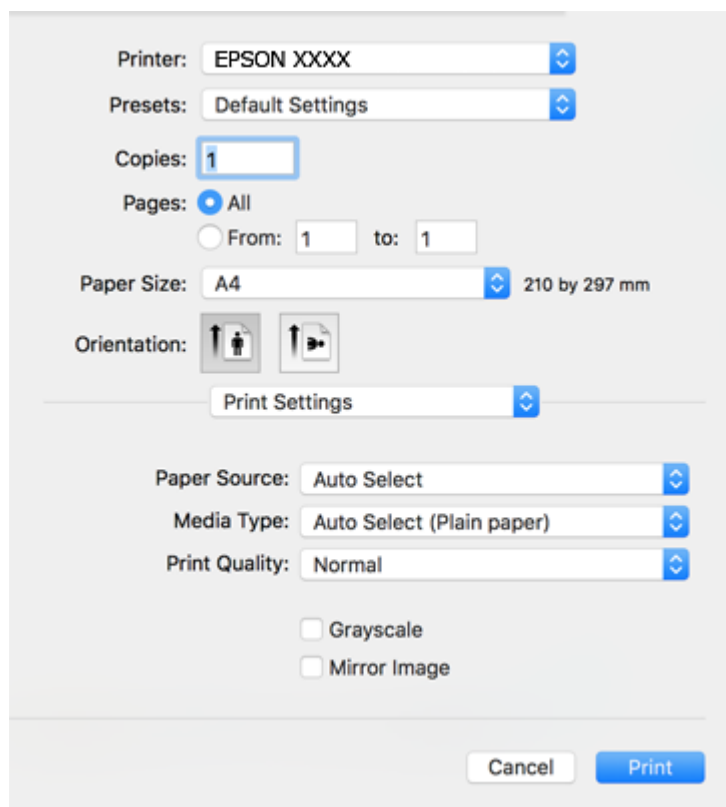 Printer: EPSON XXXX
Presets: Default Settings
Copies: 1
Pages: All
From: 1 to: 1
Paper Size: A4 210 by 297 mm
Orientation:
Print Settings
Paper Source: Auto Select
Media Type: Auto Select (Plain paper)
Print Quality: Normal
Grayscale
Mirror Image
Cancel Print